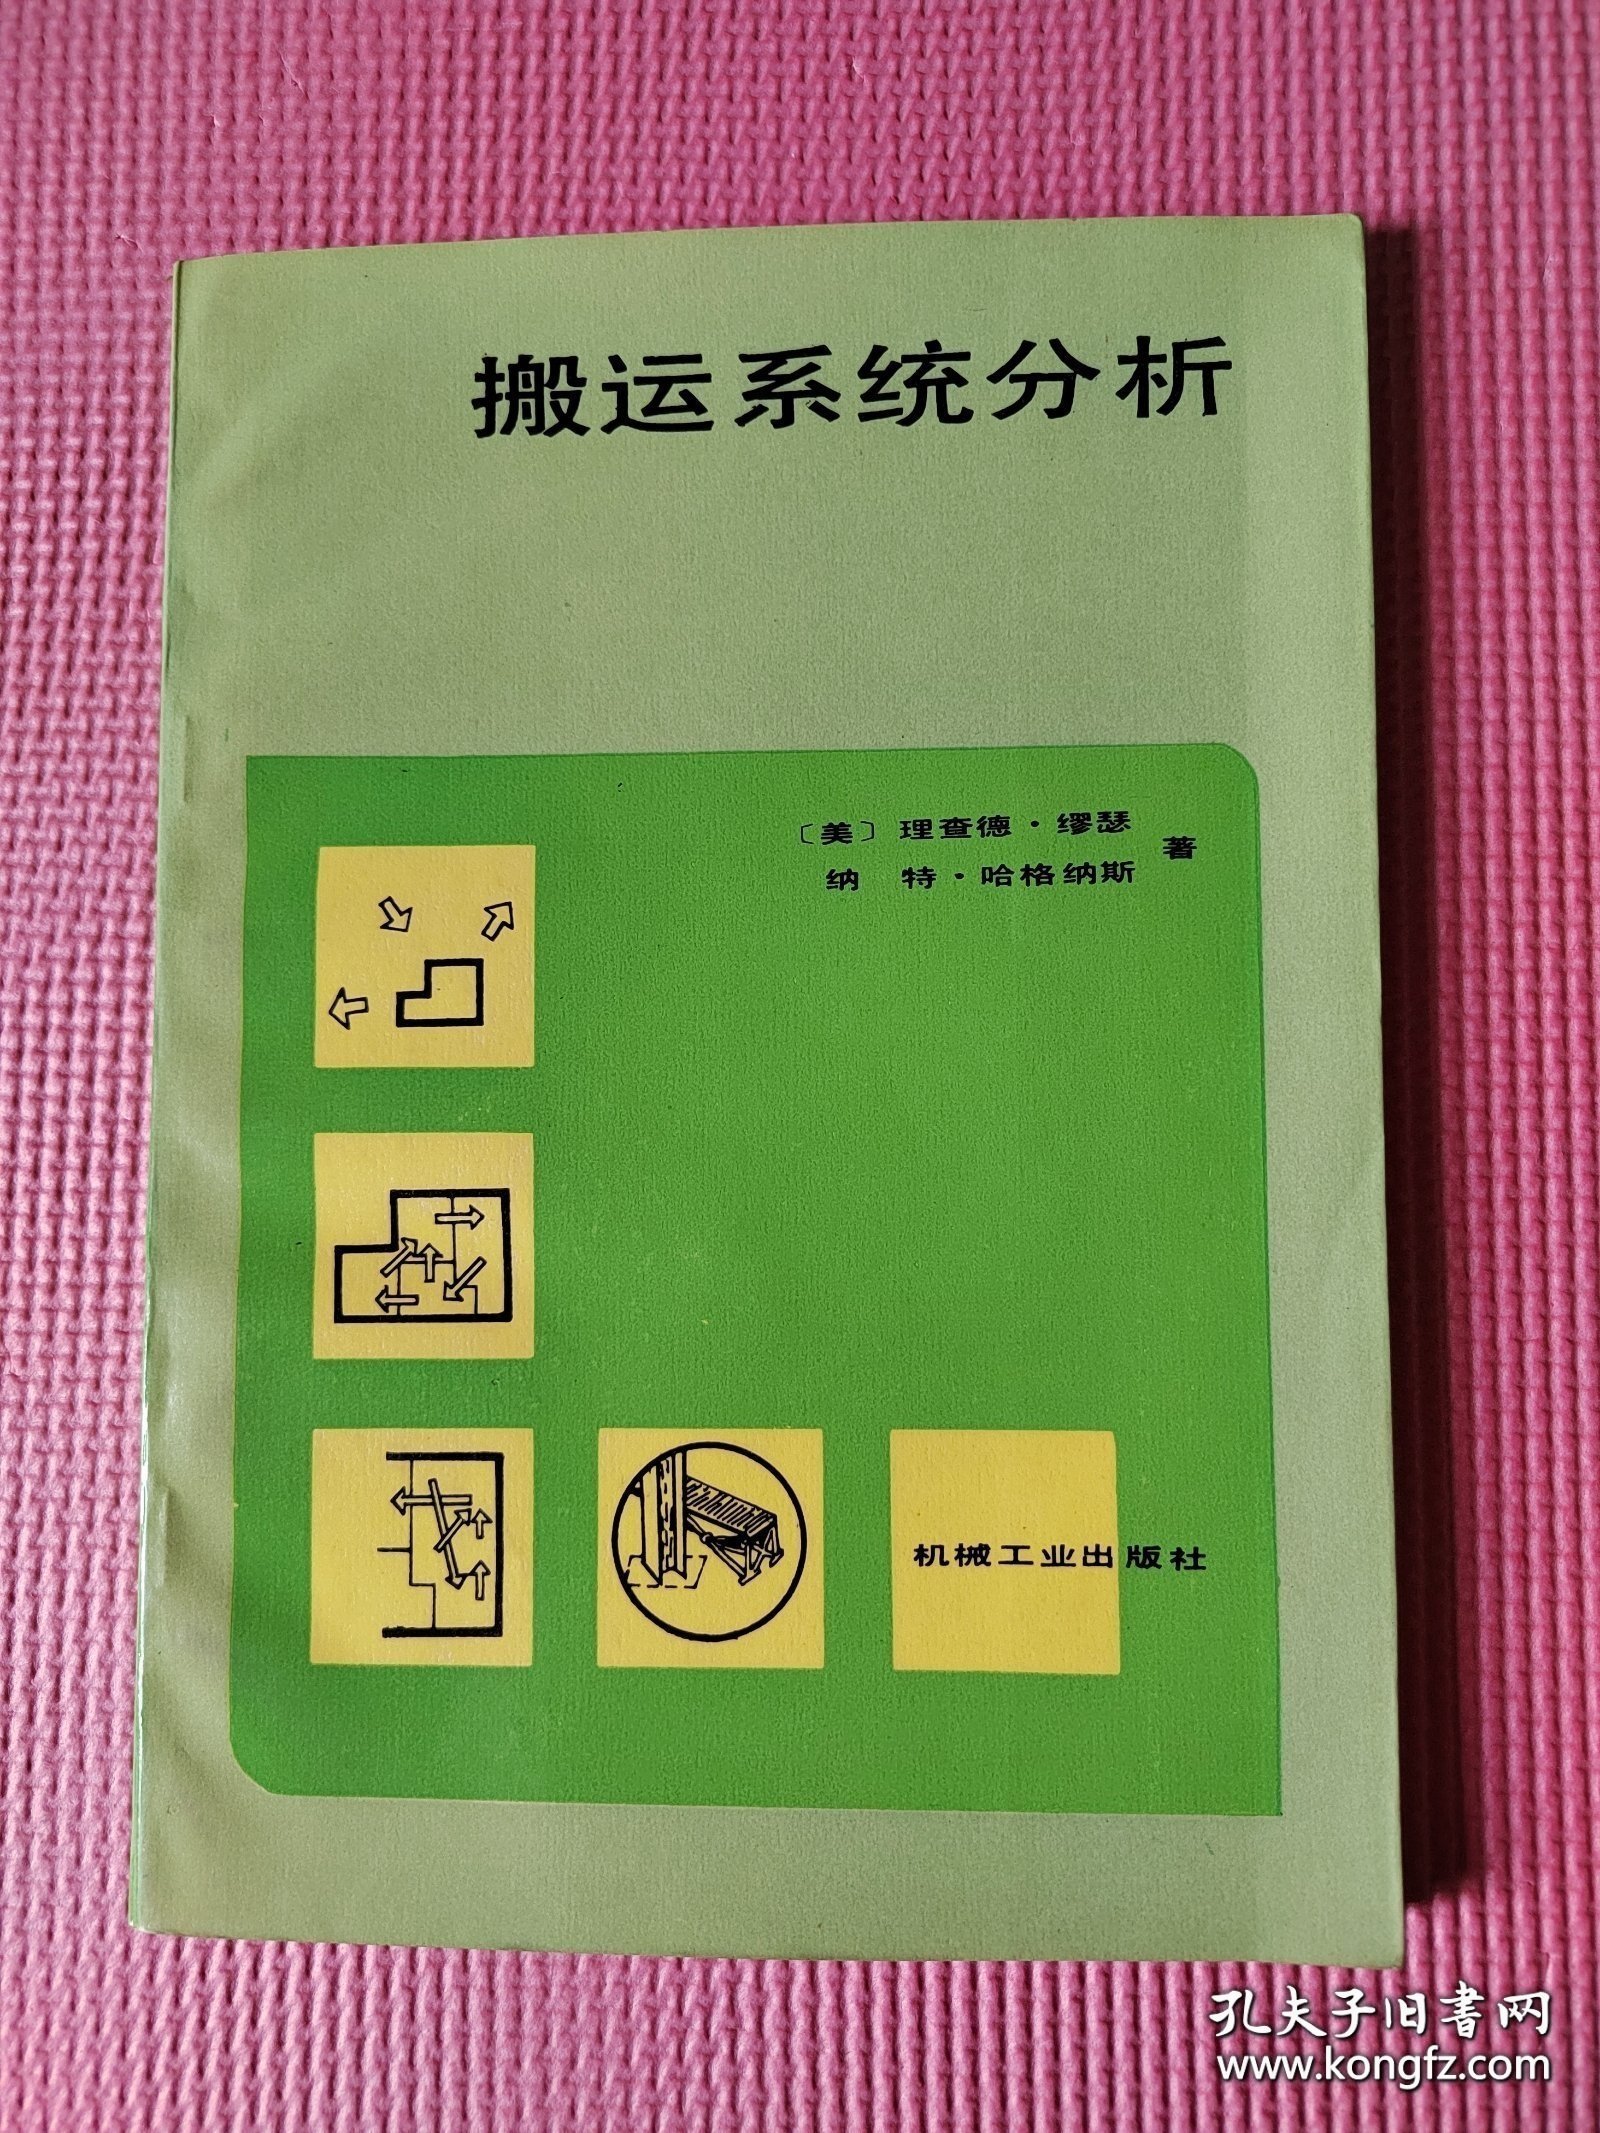 搬运系统分析
〔美〕理查德·缪瑟
纳 特·哈格纳斯
著
机械工业出版社
孔夫子旧書网
www.kongfz.com